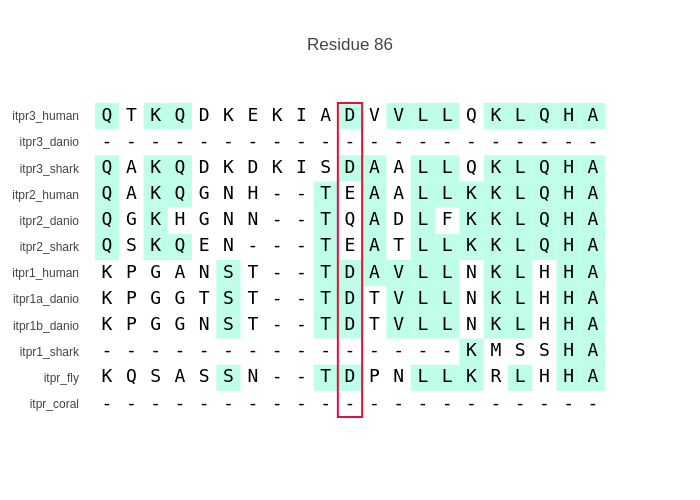 Residue 86
itpr3_human Q T K Q D K E K I A D V V L L Q K L Q H A
itpr3_danio - - - - - - - - - - - - - - - - - - - - -
itpr3_shark Q A K Q D K D K I S D A A L L Q K L Q H A
itpr2_human Q A K Q G N H - - T E A A L L K K L Q H A
itpr2_danio Q G K H G N N - - T Q A D L F K K L Q H A
itpr2_shark Q S K Q E N - - - T E A T L L K K L Q H A
itpr1_human K P G A N S T - - T D A V L L N K L H H A
itpr1a_danio K P G G T S T - - T D T V L L N K L H H A
itpr1b_danio K P G G N S T - - T D T V L L N K L H H A
itpr1_shark - - - - - - - - - - - - - - - K M S S H A
itpr_fly K Q S A S S N - - T D P N L L K R L H H A
itpr_coral - - - - - - - - - - - - - - - - - - - - -